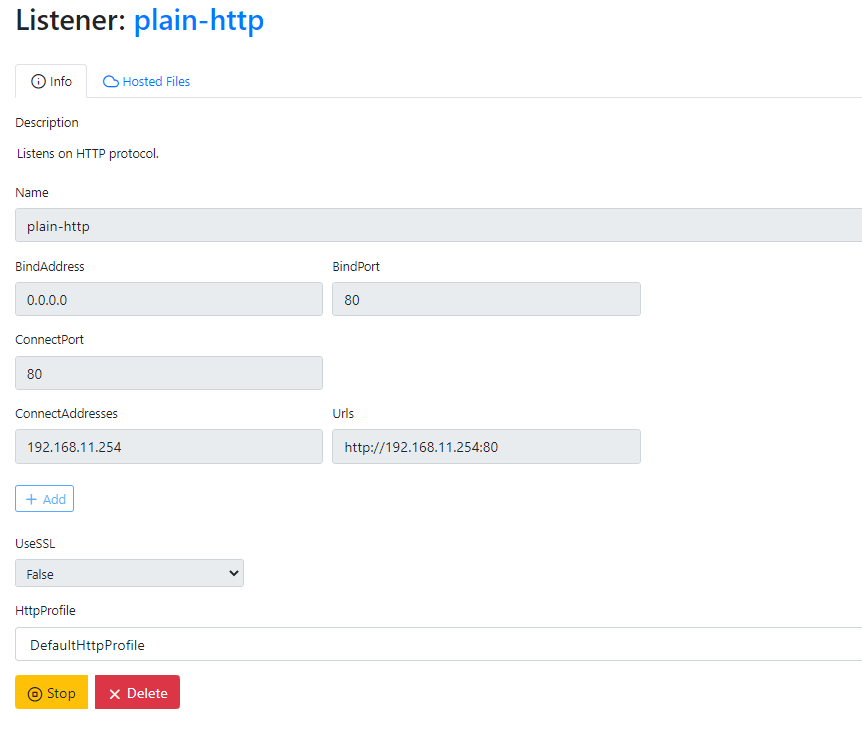 Listener: plain-http
Info Hosted Files
Description
Listens on HTTP protocol.
Name
plain-http
BindAddress BindPort
0.0.0.0 80
ConnectPort
80
ConnectAddresses Urls
192.168.11.254 http://192.168.11.254:80
+ Add
UseSSL
False
HttpProfile
DefaultHttpProfile
Stop Delete